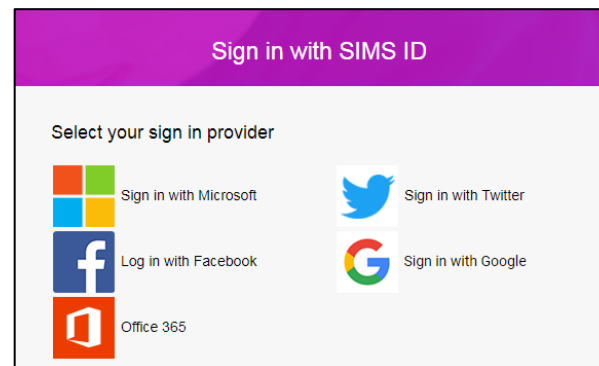 Sign in with SIMS ID
Select your sign in provider
Sign in with Microsoft
Sign in with Twitter
Log in with Facebook
Sign in with Google
Office 365